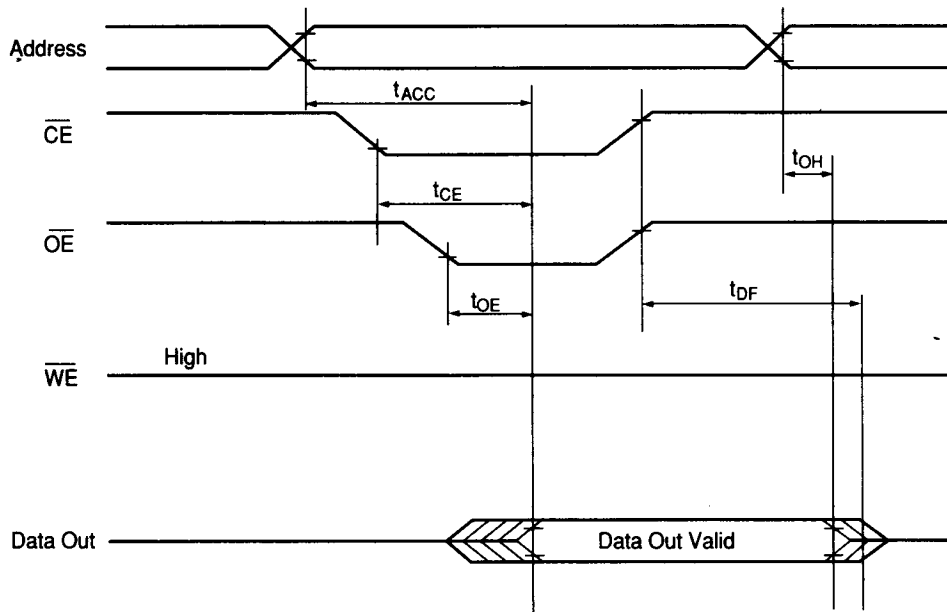 Address
tACC
CE
tOH
tCE
OE
tDF
tOE
High
WE
Data Out
Data Out Valid